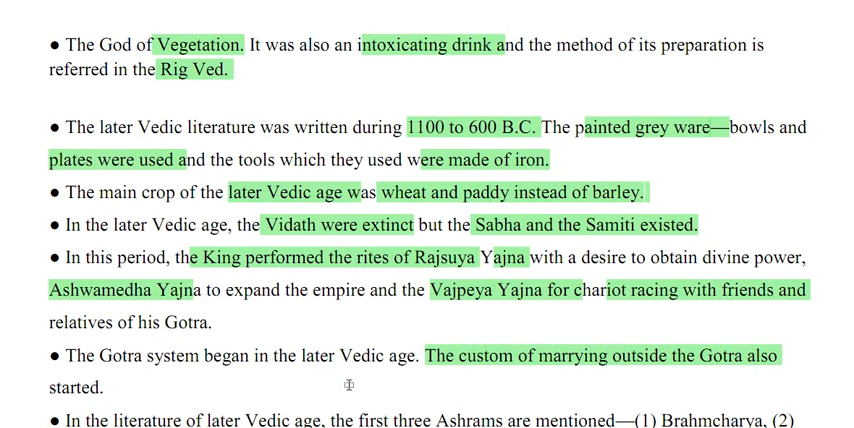 ● The God of Vegetation. It was also an intoxicating drink and the method of its preparation is
referred in the Rig Ved.
● The later Vedic literature was written during 1100 to 600 B.C. The painted grey ware—bowls and
plates were used and the tools which they used were made of iron.
● The main crop of the later Vedic age was wheat and paddy instead of barley.
● In the later Vedic age, the Vidath were extinct but the Sabha and the Samiti existed.
● In this period, the King performed the rites of Rajsuya Yajna with a desire to obtain divine power,
Ashwamedha Yajna to expand the empire and the Vajpeya Yajna for chariot racing with friends and
relatives of his Gotra.
● The Gotra system began in the later Vedic age. The custom of marrying outside the Gotra also
started.
● In the literature of later Vedic age, the first three Ashrams are mentioned—(1) Brahmcharya, (2)